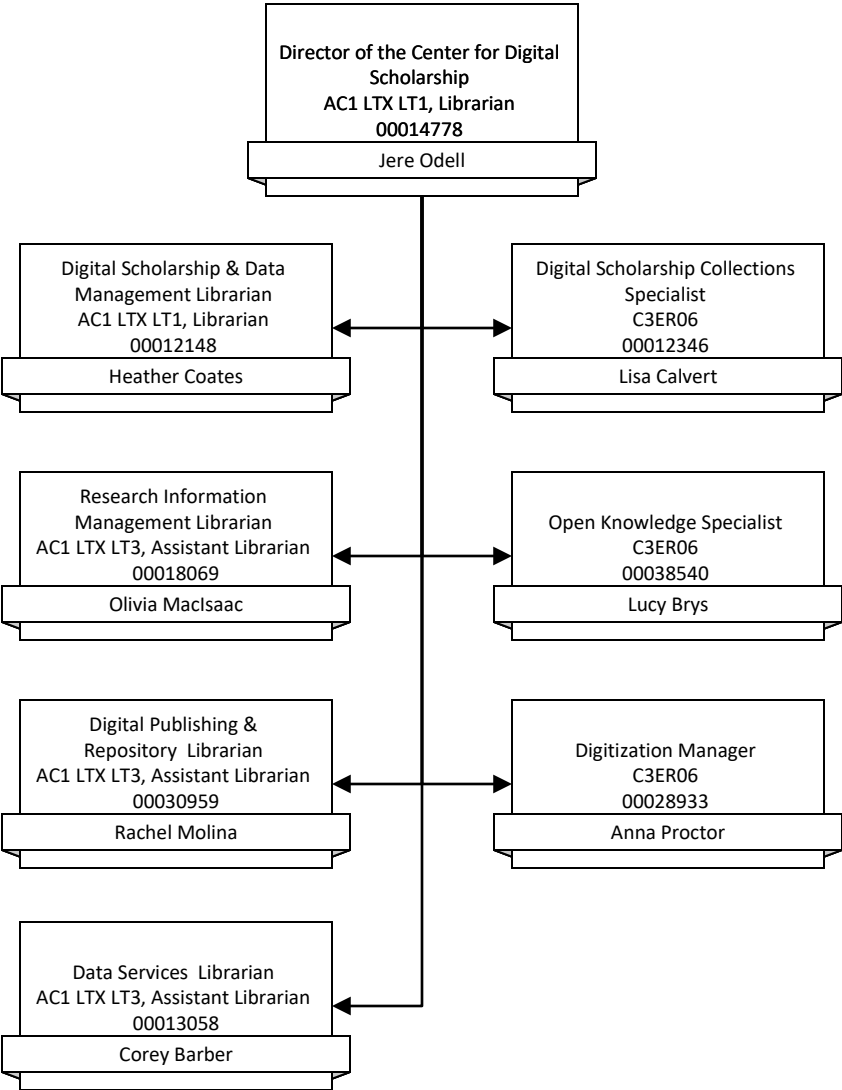 Director of the Center for Digital
Scholarship
AC1 LTX LT1, Librarian
00014778
Jere Odell
Digital Scholarship & Data
Management Librarian
AC1 LTX LT1, Librarian
00012148
Heather Coates
Digital Scholarship Collections
Specialist
C3ER06
00012346
Lisa Calvert
Research Information
Management Librarian
AC1 LTX LT3, Assistant Librarian
00018069
Olivia MacIsaac
Open Knowledge Specialist
C3ER06
00038540
Lucy Brys
Digital Publishing &
Repository Librarian
AC1 LTX LT3, Assistant Librarian
00030959
Rachel Molina
Digitization Manager
C3ER06
00028933
Anna Proctor
Data Services Librarian
AC1 LTX LT3, Assistant Librarian
00013058
Corey Barber